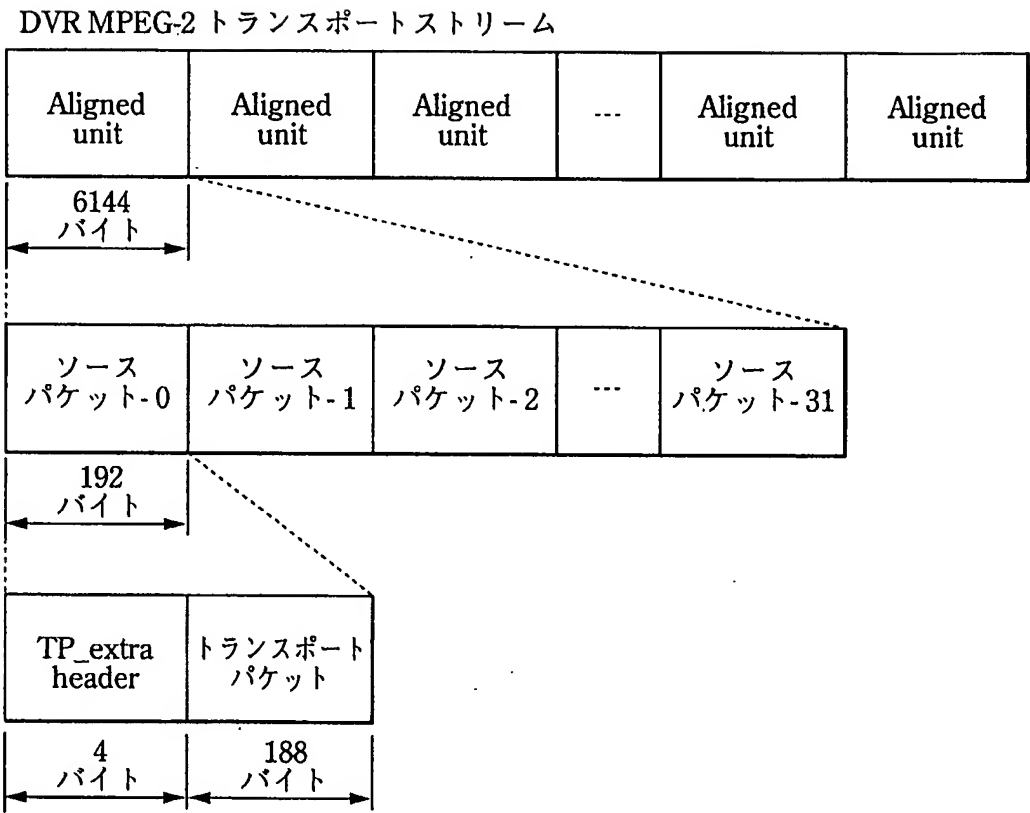 DVR MPEG-2 トランスポートストリーム
Aligned
unit
Aligned
unit
Aligned
unit
---
Aligned
unit
Aligned
unit
6144
バイト
ソース
パケット-0
ソース
パケット-1
ソース
パケット-2
---
ソース
パケット-31
192
バイト
TP_extra
header
トランスポート
パケット
4
バイト
188
バイト